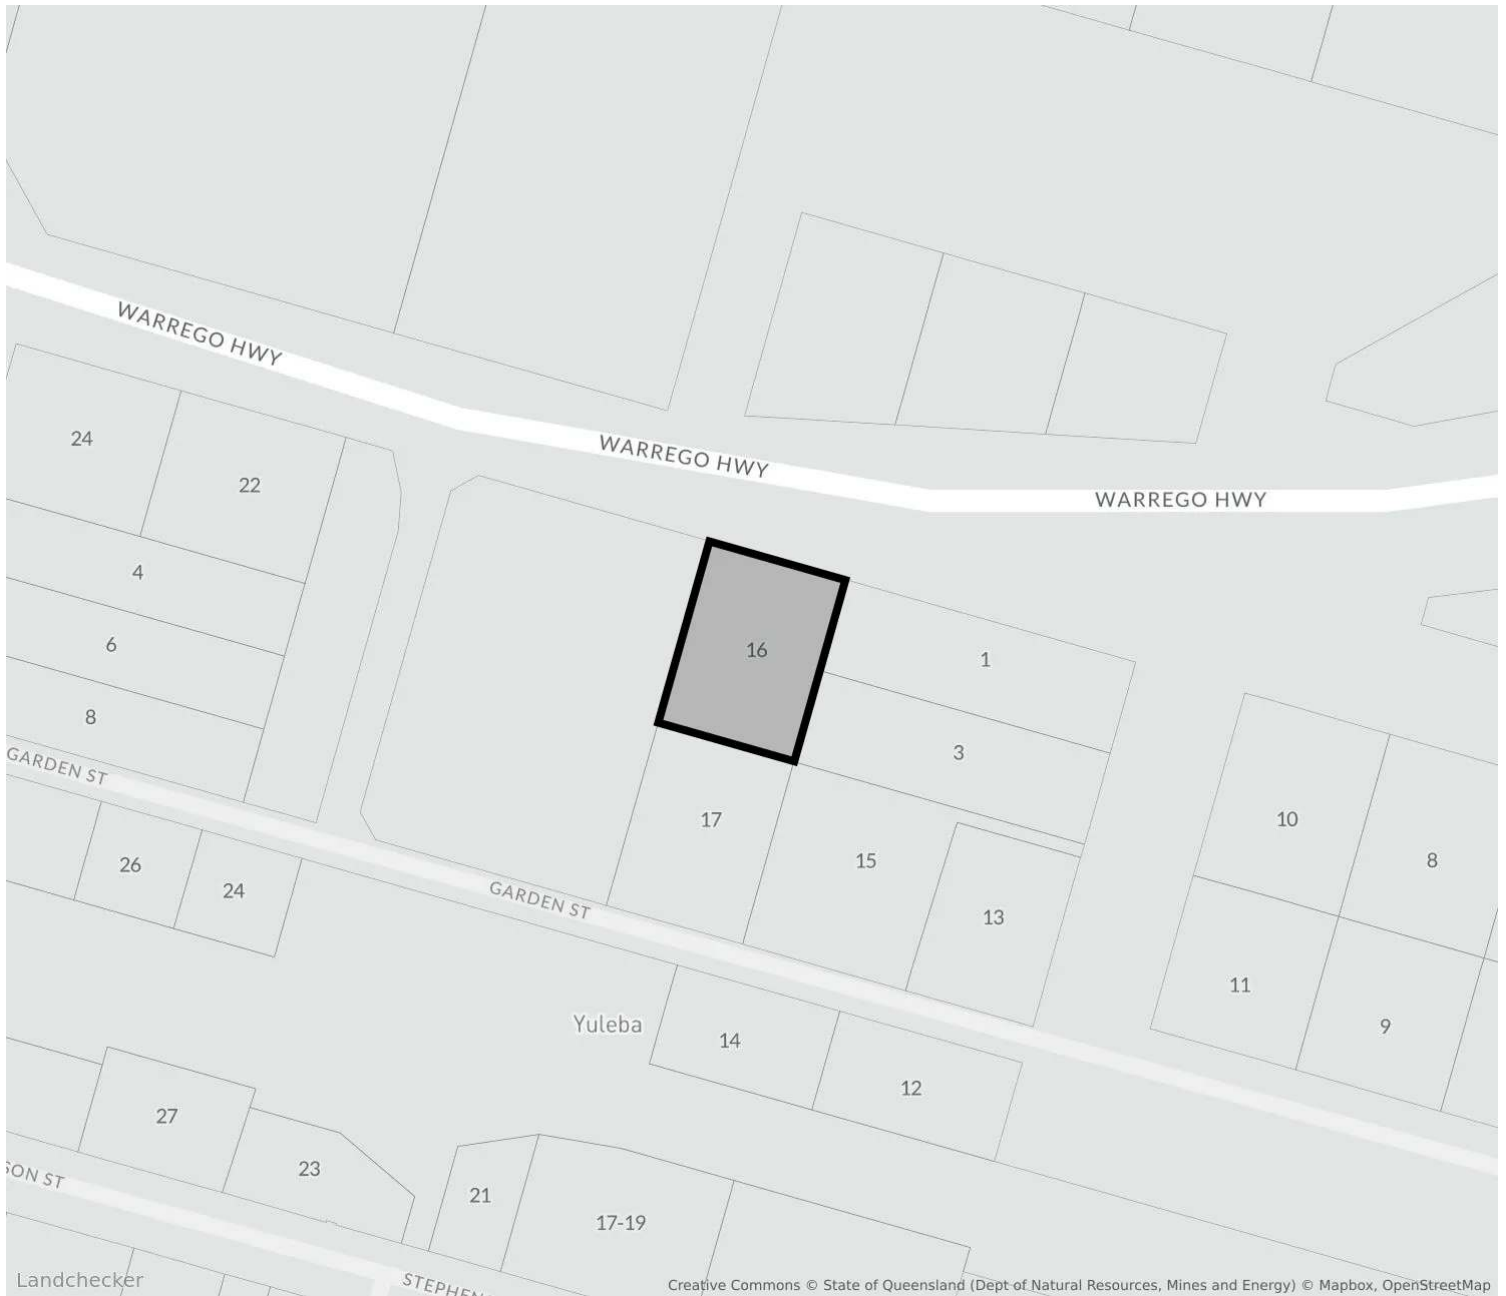 WARREGO HWY
WARREGO HWY
WARREGO HWY
24
22
4
6
8
16
1
3
GARDEN ST
17
15
13
10
8
26
24
GARDEN ST
11
9
Yuleba
14
12
27
23
21
17-19
SON ST
STEPHEN
Landchecker
Creative Commons © State of Queensland (Dept of Natural Resources, Mines and Energy) © Mapbox, OpenStreetMap